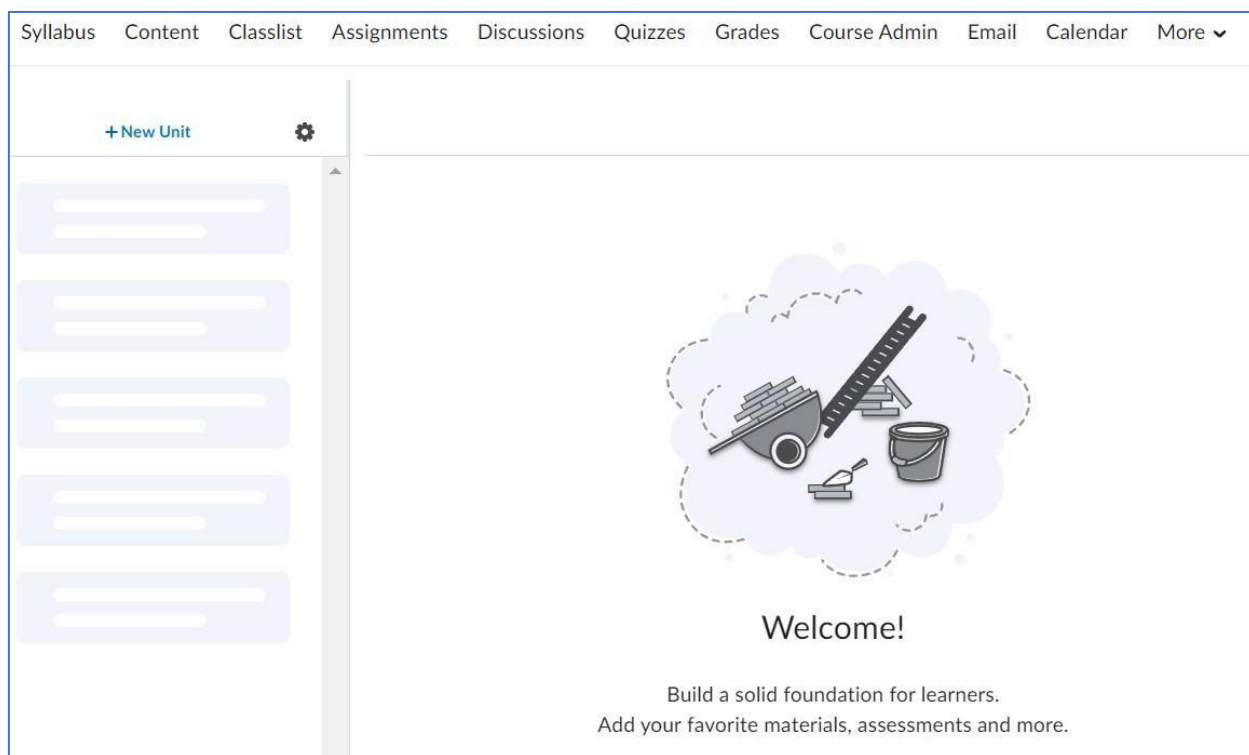 Syllabus Content Classlist Assignments Discussions Quizzes Grades Course Admin Email Calendar More
+ New Unit
Welcome!
Build a solid foundation for learners.
Add your favorite materials, assessments and more.